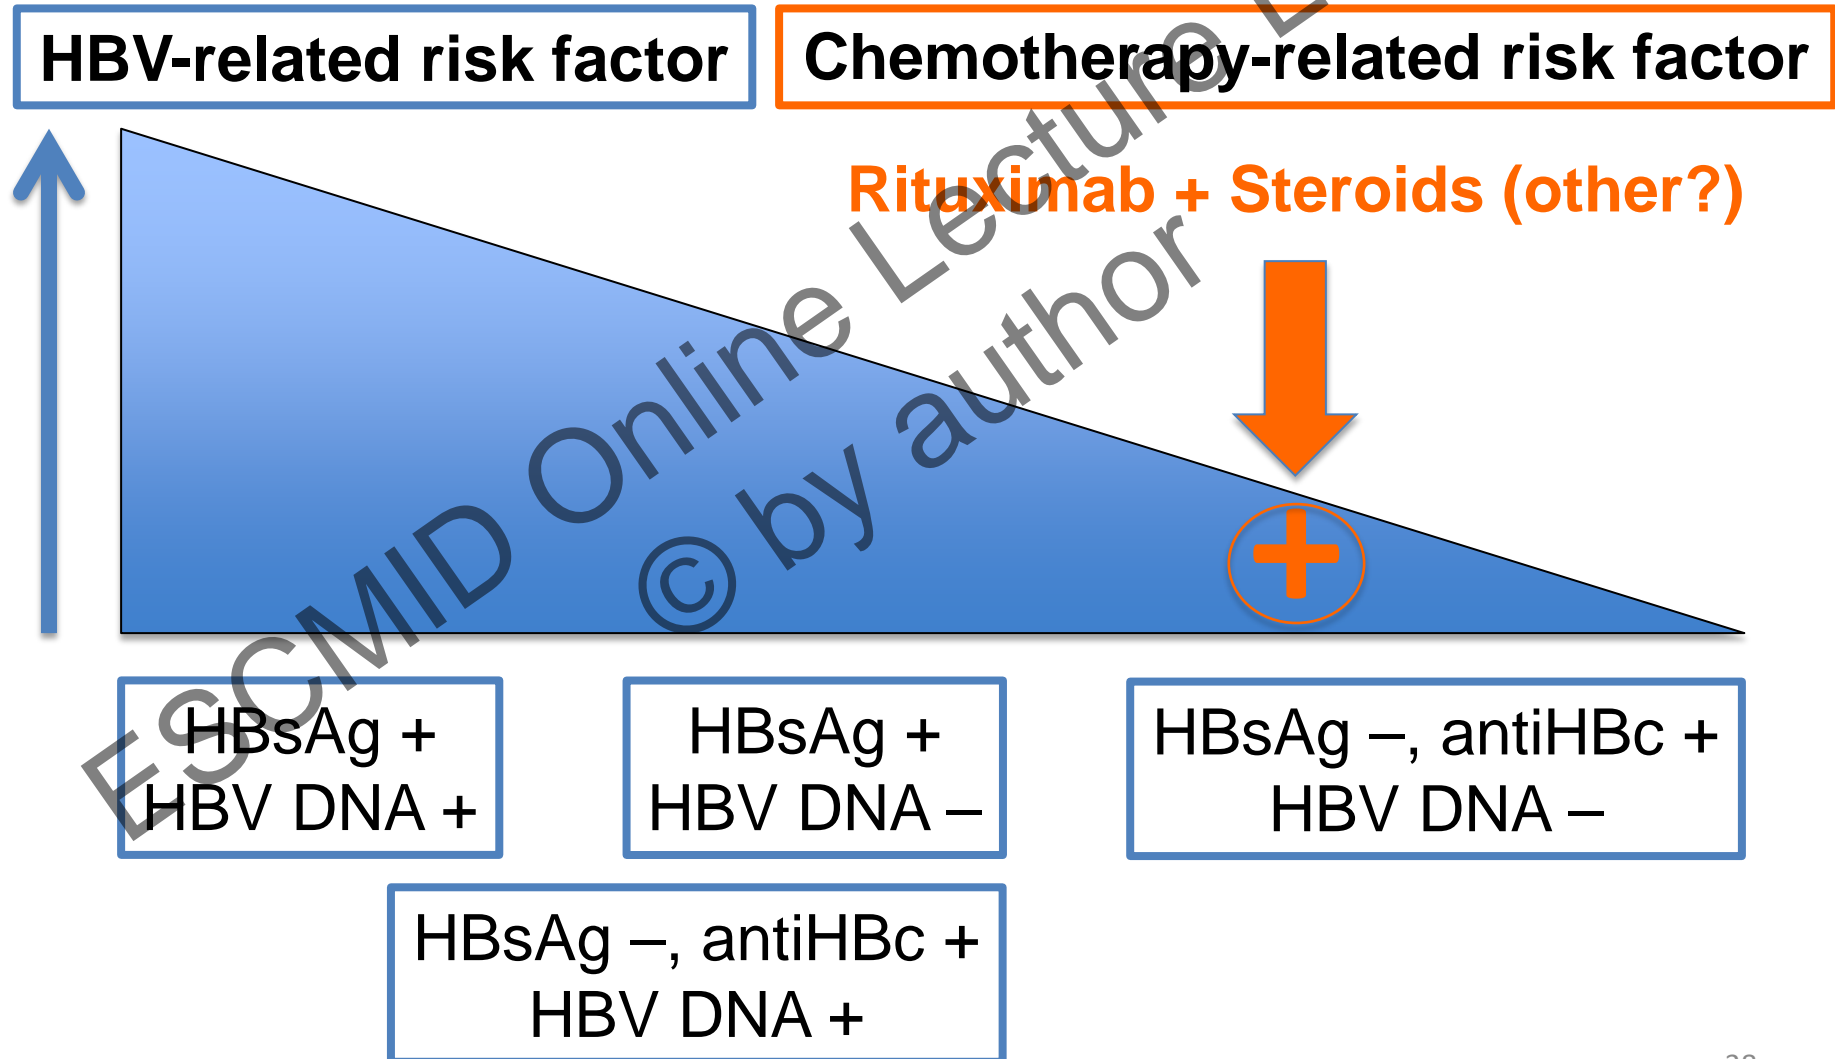 HBV-related risk factor
Chemotherapy-related risk factor
Rituximab + Steroids (other?)
+
HBsAg +
HBV DNA +
HBsAg +
HBV DNA –
HBsAg –, antiHBc +
HBV DNA –
HBsAg –, antiHBc +
HBV DNA +
ESCMID Online Lecture
© by author